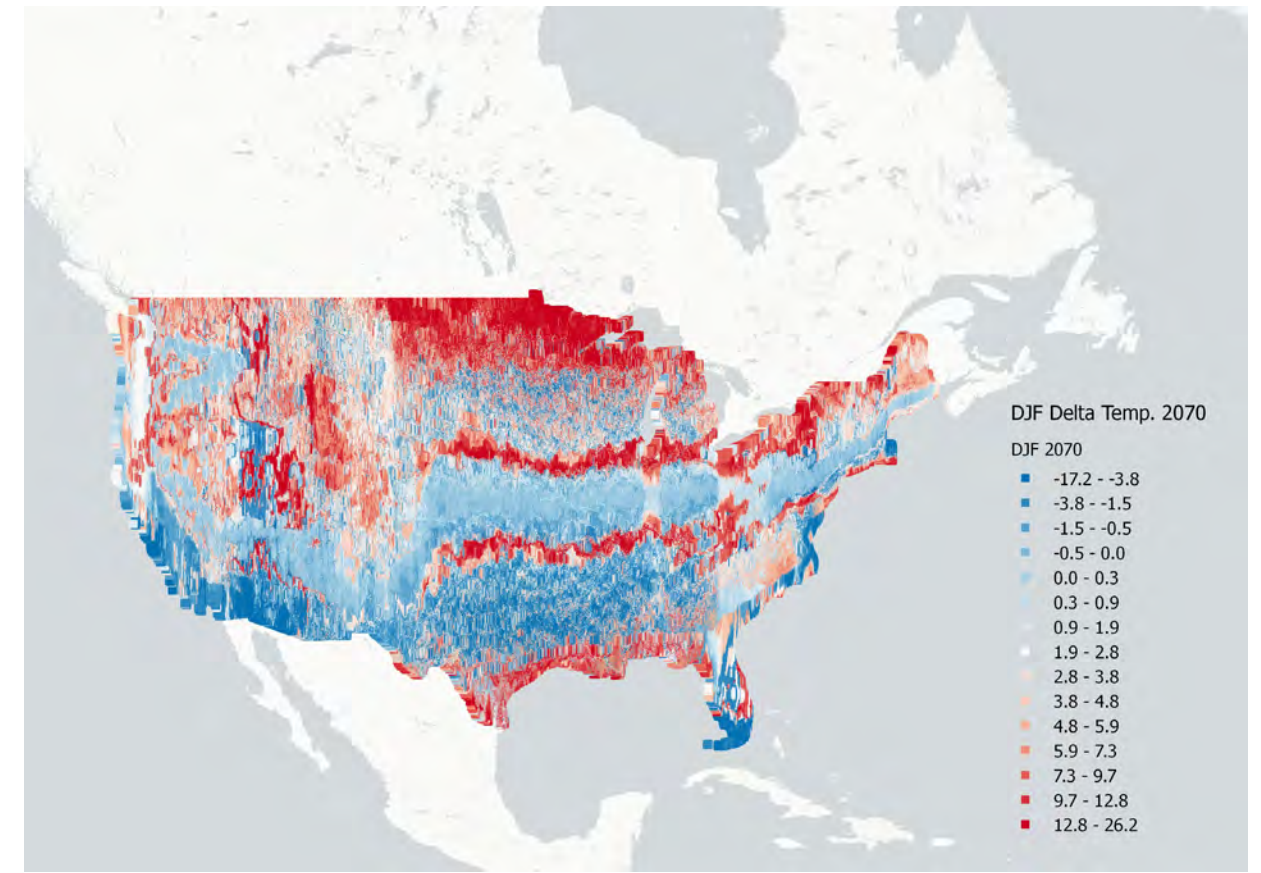 DJF Delta Temp. 2070
DJF 2070
-17.2 - -3.8
-3.8 - -1.5
-1.5 - -0.5
-0.5 - 0.0
0.0 - 0.3
0.3 - 0.9
0.9 - 1.9
1.9 - 2.8
2.8 - 3.8
3.8 - 4.8
4.8 - 5.9
5.9 - 7.3
7.3 - 9.7
9.7 - 12.8
12.8 - 26.2